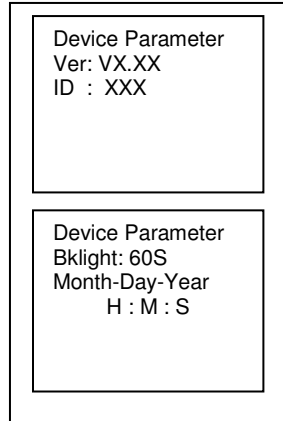 Device Parameter
Ver: VX.XX
ID : XXX
Device Parameter
Bklight: 60S
Month-Day-Year
H : M : S